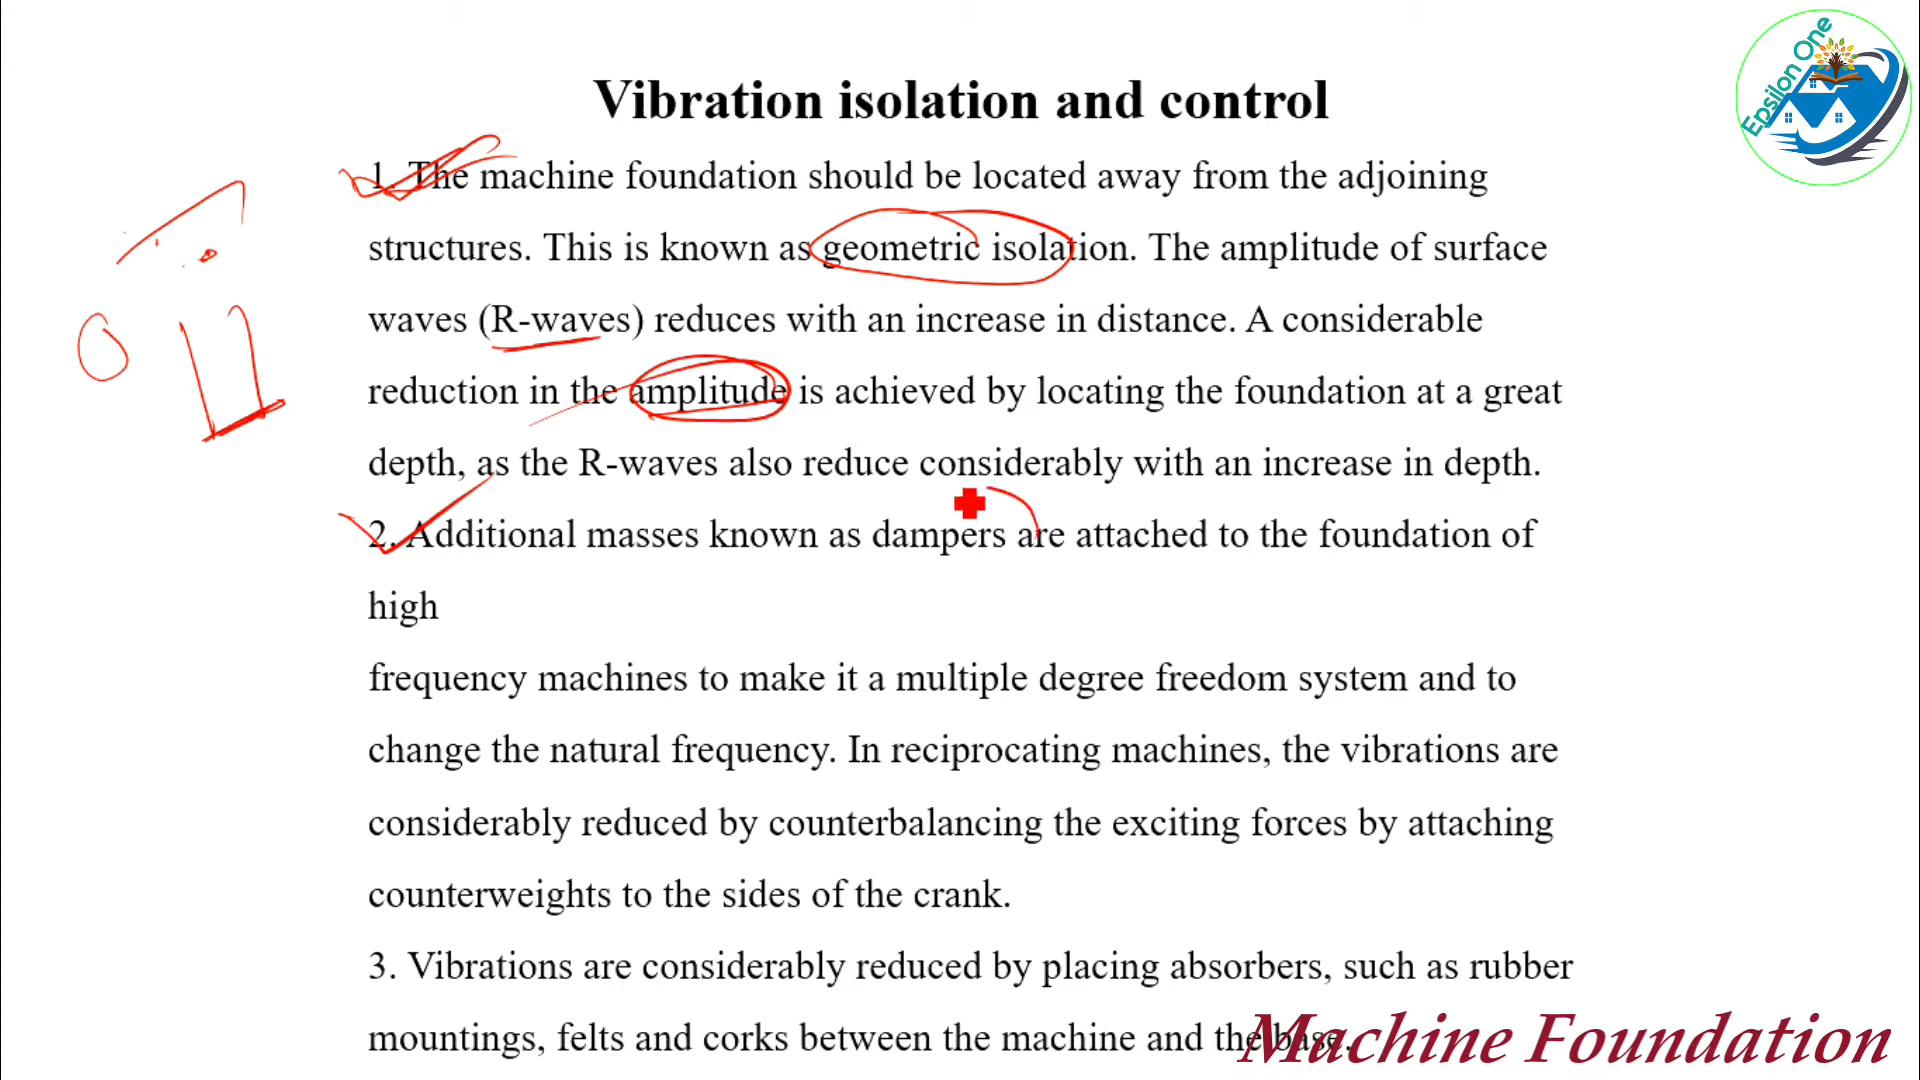 Vibration isolation and control
Epsilon One
1. The machine foundation should be located away from the adjoining
structures. This is known as geometric isolation. The amplitude of surface
waves (R-waves) reduces with an increase in distance. A considerable
reduction in the amplitude is achieved by locating the foundation at a great
depth, as the R-waves also reduce considerably with an increase in depth.
2. Additional masses known as dampers are attached to the foundation of
high
frequency machines to make it a multiple degree freedom system and to
change the natural frequency. In reciprocating machines, the vibrations are
considerably reduced by counterbalancing the exciting forces by attaching
counterweights to the sides of the crank.
3. Vibrations are considerably reduced by placing absorbers, such as rubber
mountings, felts and corks between the machine and the base.
Machine Foundation